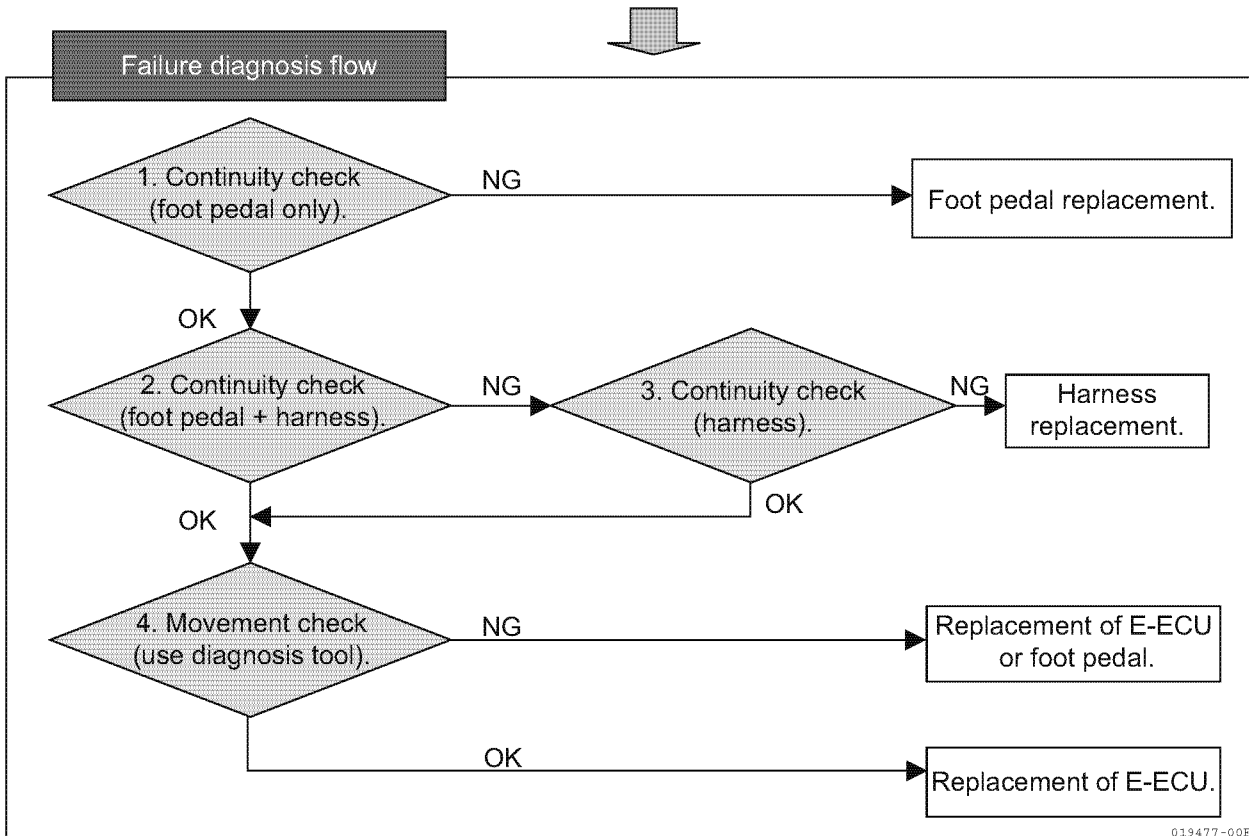 Failure diagnosis flow
1. Continuity check
(foot pedal only).
NG
Foot pedal replacement.
OK
2. Continuity check
(foot pedal + harness).
NG
3. Continuity check
(harness).
NG
Harness
replacement.
OK
OK
4. Movement check
(use diagnosis tool).
NG
Replacement of E-ECU
or foot pedal.
OK
Replacement of E-ECU.
019477-00E